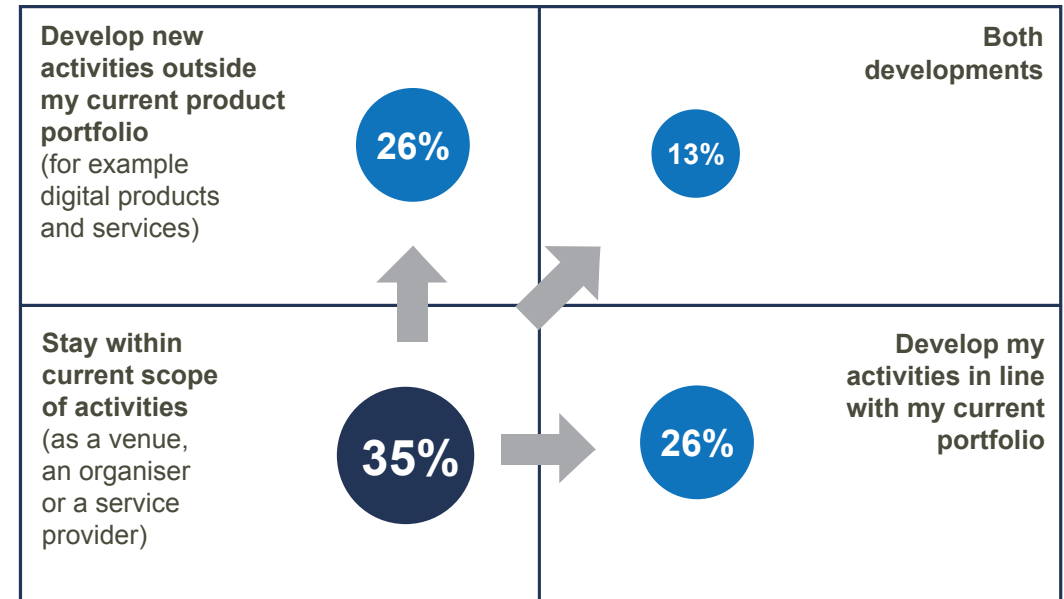 Develop new
activities outside
my current product
portfolio
(for example
digital products
and services)
26%
Both
developments
13%
Stay within
current scope
of activities
(as a venue,
an organiser
or a service
provider)
35%
Develop my
activities in line
with my current
portfolio
26%